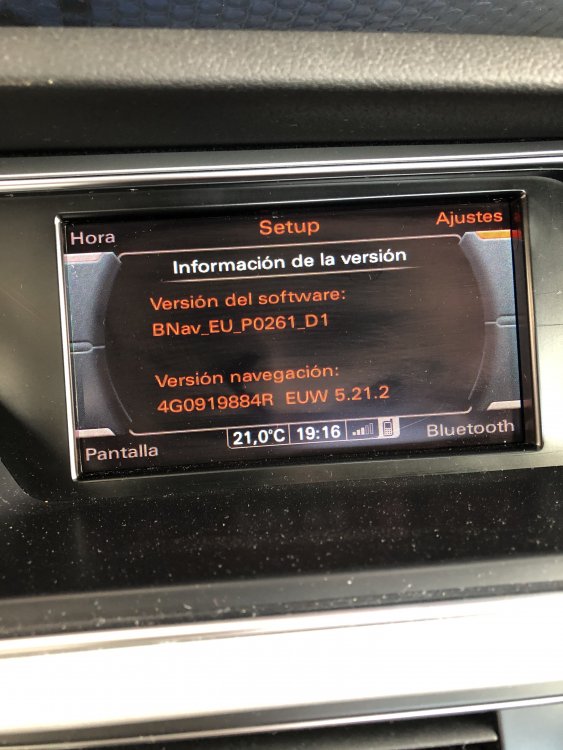 Hora
Setup
Ajustes
Información de la versión
Versión del software:
BNav_EU_P0261_D1
Versión navegación:
4G0919884R EUW 5.21.2
Pantalla
21,0°C 19:16
Bluetooth